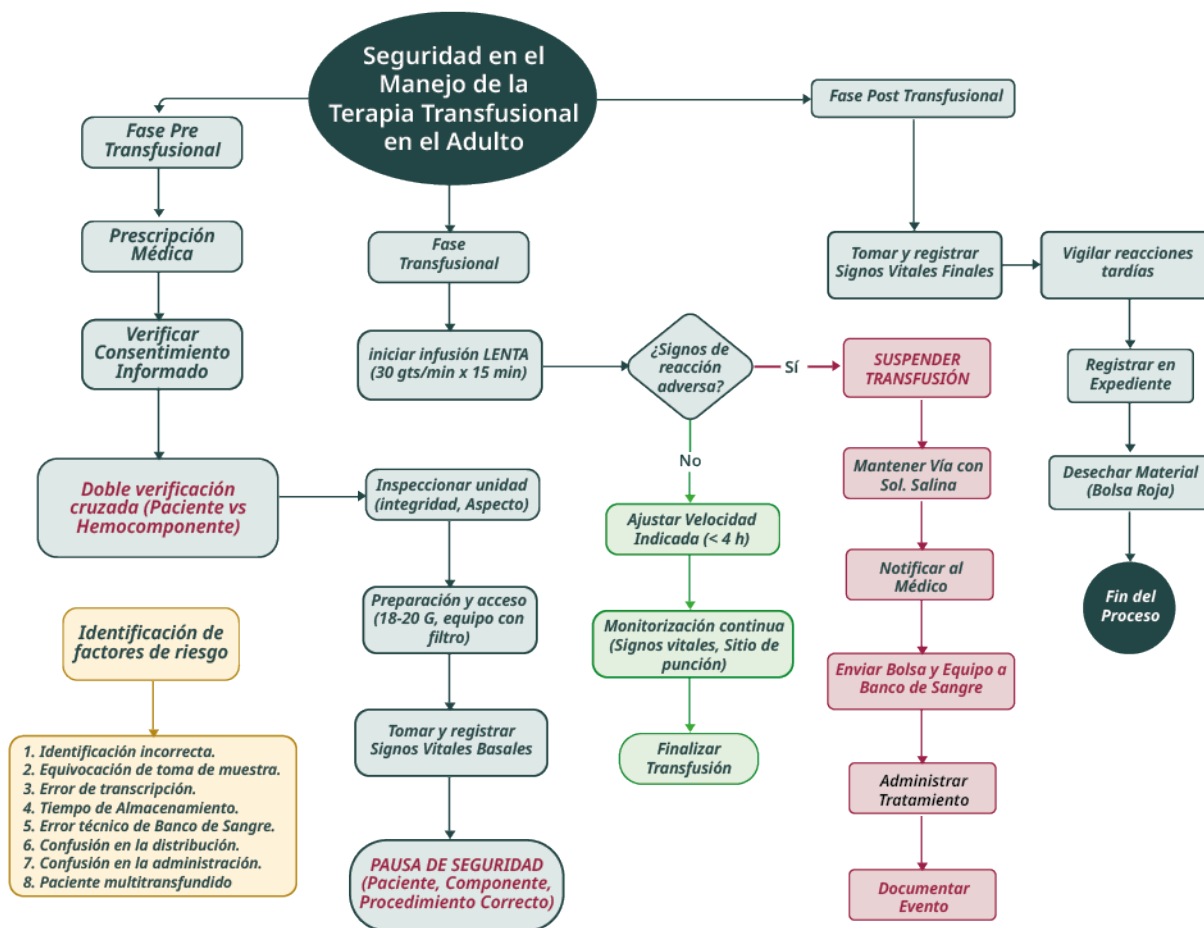 Seguridad en el
Manejo de la
Terapia Transfusional
en el Adulto
Fase Pre
Transfusional
Prescripción
Médica
Verificar
Consentimiento
Informado
Doble verificación
cruzada (Paciente vs
Hemocomponente)
Inspeccionar unidad
(integridad, Aspecto)
Preparación y acceso
(18-20 G, equipo con
filtro)
Tomar y registrar
Signos Vitales Basales
PAUSA DE SEGURIDAD
(Paciente, Componente,
Procedimiento Correcto)
Identificación de
factores de riesgo
1. Identificación incorrecta.
2. Equivocación de toma de muestra.
3. Error de transcripción.
4. Tiempo de Almacenamiento.
5. Error técnico de Banco de Sangre.
6. Confusión en la distribución.
7. Confusión en la administración.
8. Paciente multitransfundido
Fase
Transfusional
iniciar infusión LENTA
(30 gts/min x 15 min)
¿Signos de
reacción
adversa?
No
Ajustar Velocidad
Indicada (< 4 h)
Monitorización continua
(Signos vitales, Sitio de
punción)
Finalizar
Transfusión
Sí
SUSPENDER
TRANSFUSIÓN
Mantener Vía con
Sol. Salina
Notificar al
Médico
Enviar Bolsa y Equipo a
Banco de Sangre
Administrar
Tratamiento
Documentar
Evento
Fase Post Transfusional
Tomar y registrar
Signos Vitales Finales
Vigilar reacciones
tardías
Registrar en
Expediente
Desechar Material
(Bolsa Roja)
Fin del
Proceso